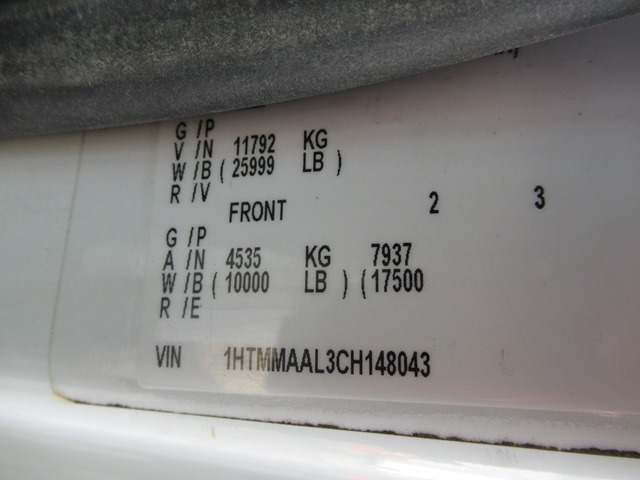 G /P
V /N 11792 KG
W /B ( 25999 LB )
R /V
FRONT 2 3
G /P
A /N 4535 KG 7937
W /B ( 10000 LB ) ( 17500
R /E
VIN 1HTMMAAL3CH148043